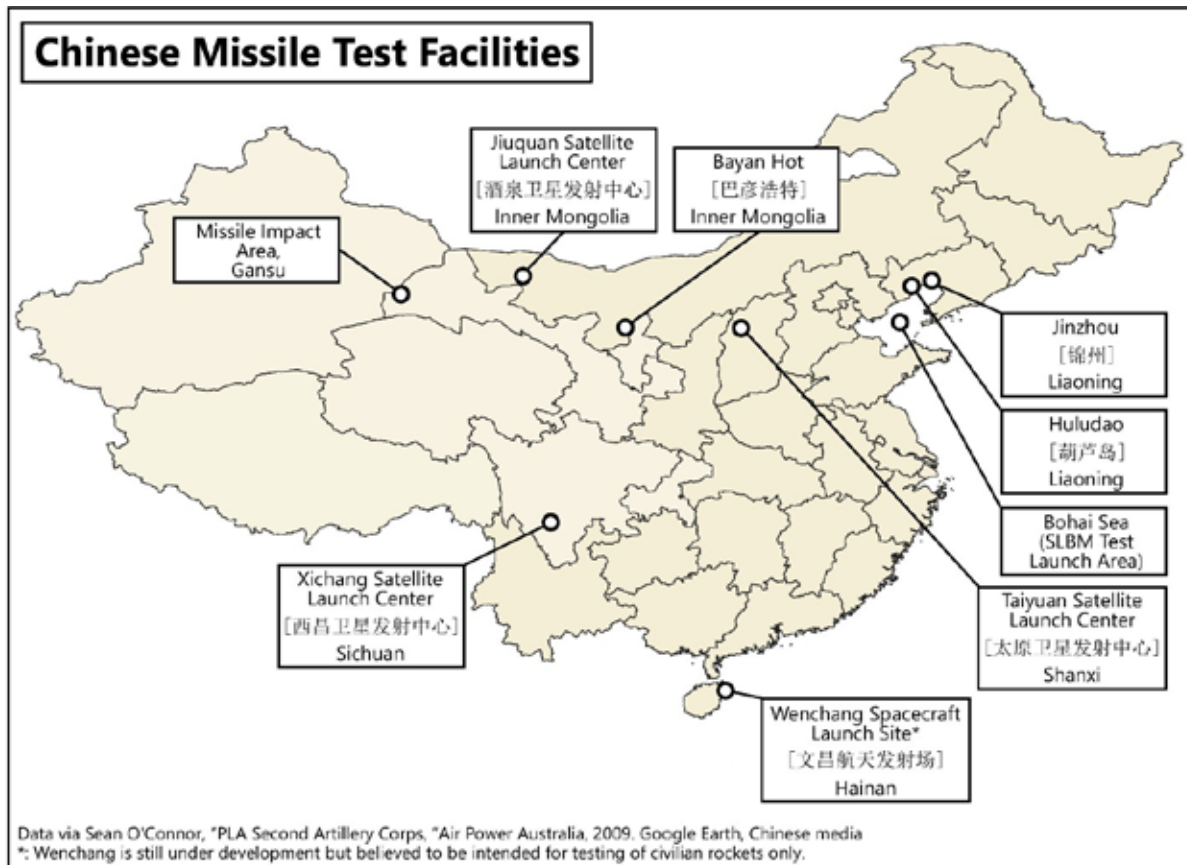 Chinese Missile Test Facilities
Jiuquan Satellite
Launch Center
[酒泉卫星发射中心]
Inner Mongolia
Bayan Hot
[巴彦浩特]
Inner Mongolia
Missile Impact
Area,
Gansu
Jinzhou
[锦州]
Liaoning
Huludao
[葫芦岛]
Liaoning
Bohai Sea
(SLBM Test
Launch Area)
Xichang Satellite
Launch Center
[西昌卫星发射中心]
Sichuan
Taiyuan Satellite
Launch Center
[太原卫星发射中心]
Shanxi
Wenchang Spacecraft
Launch Site*
[文昌航天发射场]
Hainan
Data via Sean O'Connor, "PLA Second Artillery Corps, "Air Power Australia, 2009. Google Earth, Chinese media
*: Wenchang is still under development but believed to be intended for testing of civilian rockets only.